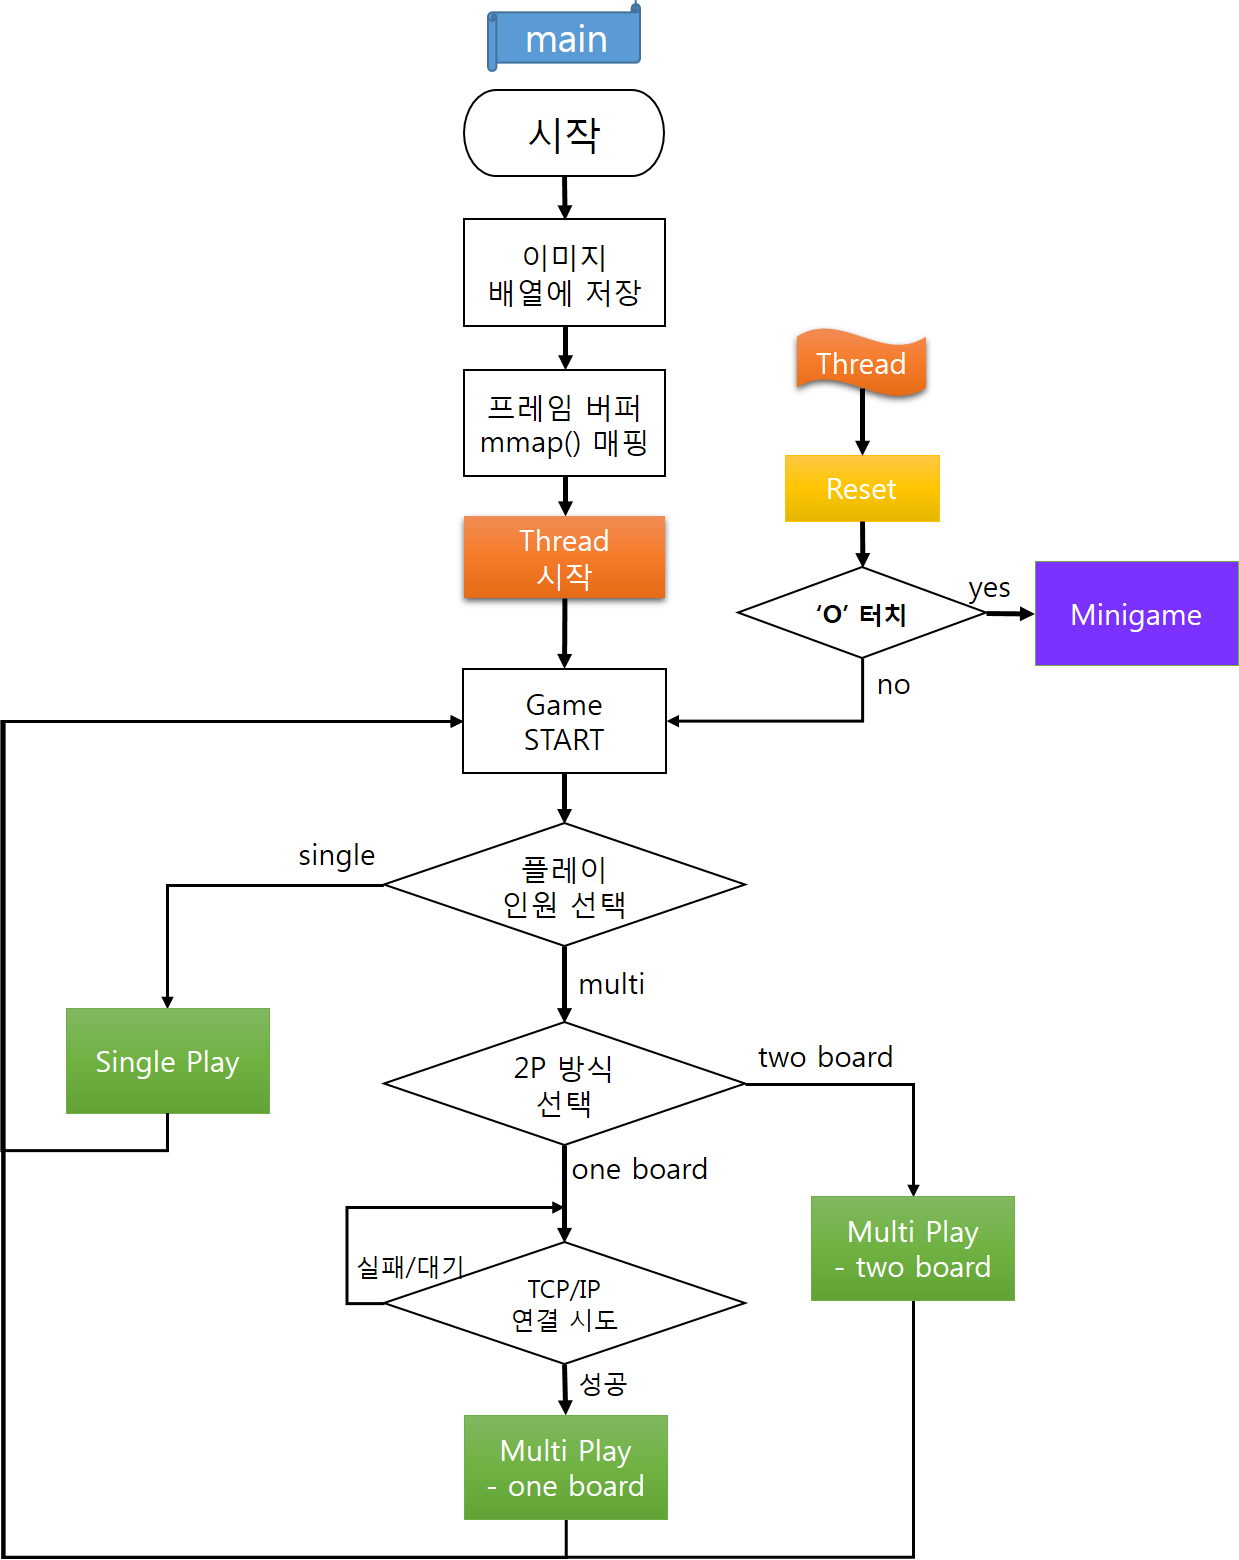 main
시작
이미지
배열에 저장
프레임 버퍼
mmap() 매핑
Thread
시작
Thread
Reset
‘O’ 터치
yes
Minigame
no
Game
START
플레이
인원 선택
single
multi
Single Play
2P 방식
선택
two board
one board
Multi Play
- two board
실패/대기
TCP/IP
연결 시도
성공
Multi Play
- one board